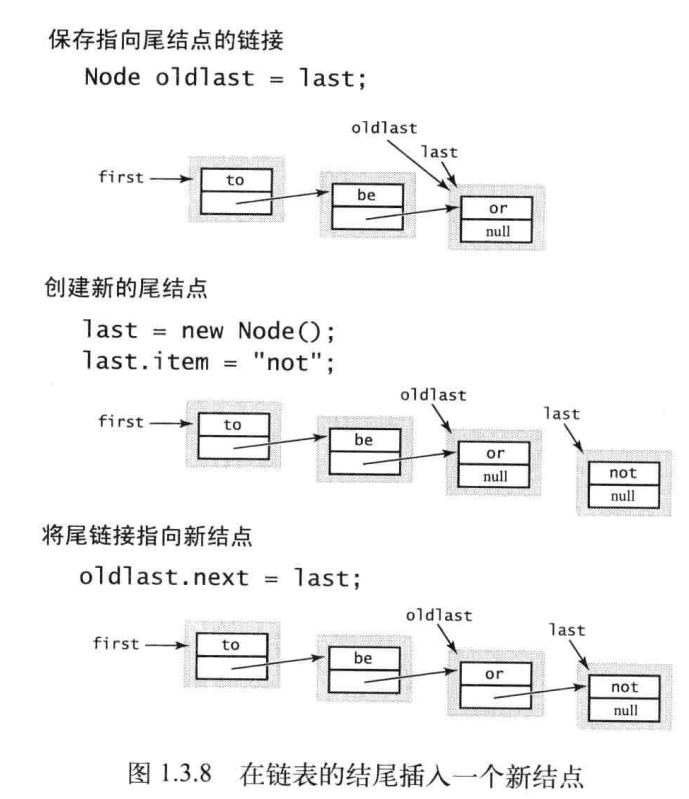 保存指向尾结点的链接
Node oldlast = last;
oldlast
last
first
to
be
or
null
创建新的尾结点
last = new Node();
last.item = "not";
oldlast
last
first
to
be
or
null
not
null
将尾链接指向新结点
oldlast.next = last;
oldlast
last
first
to
be
or
not
null
图 1.3.8 在链表的结尾插入一个新结点